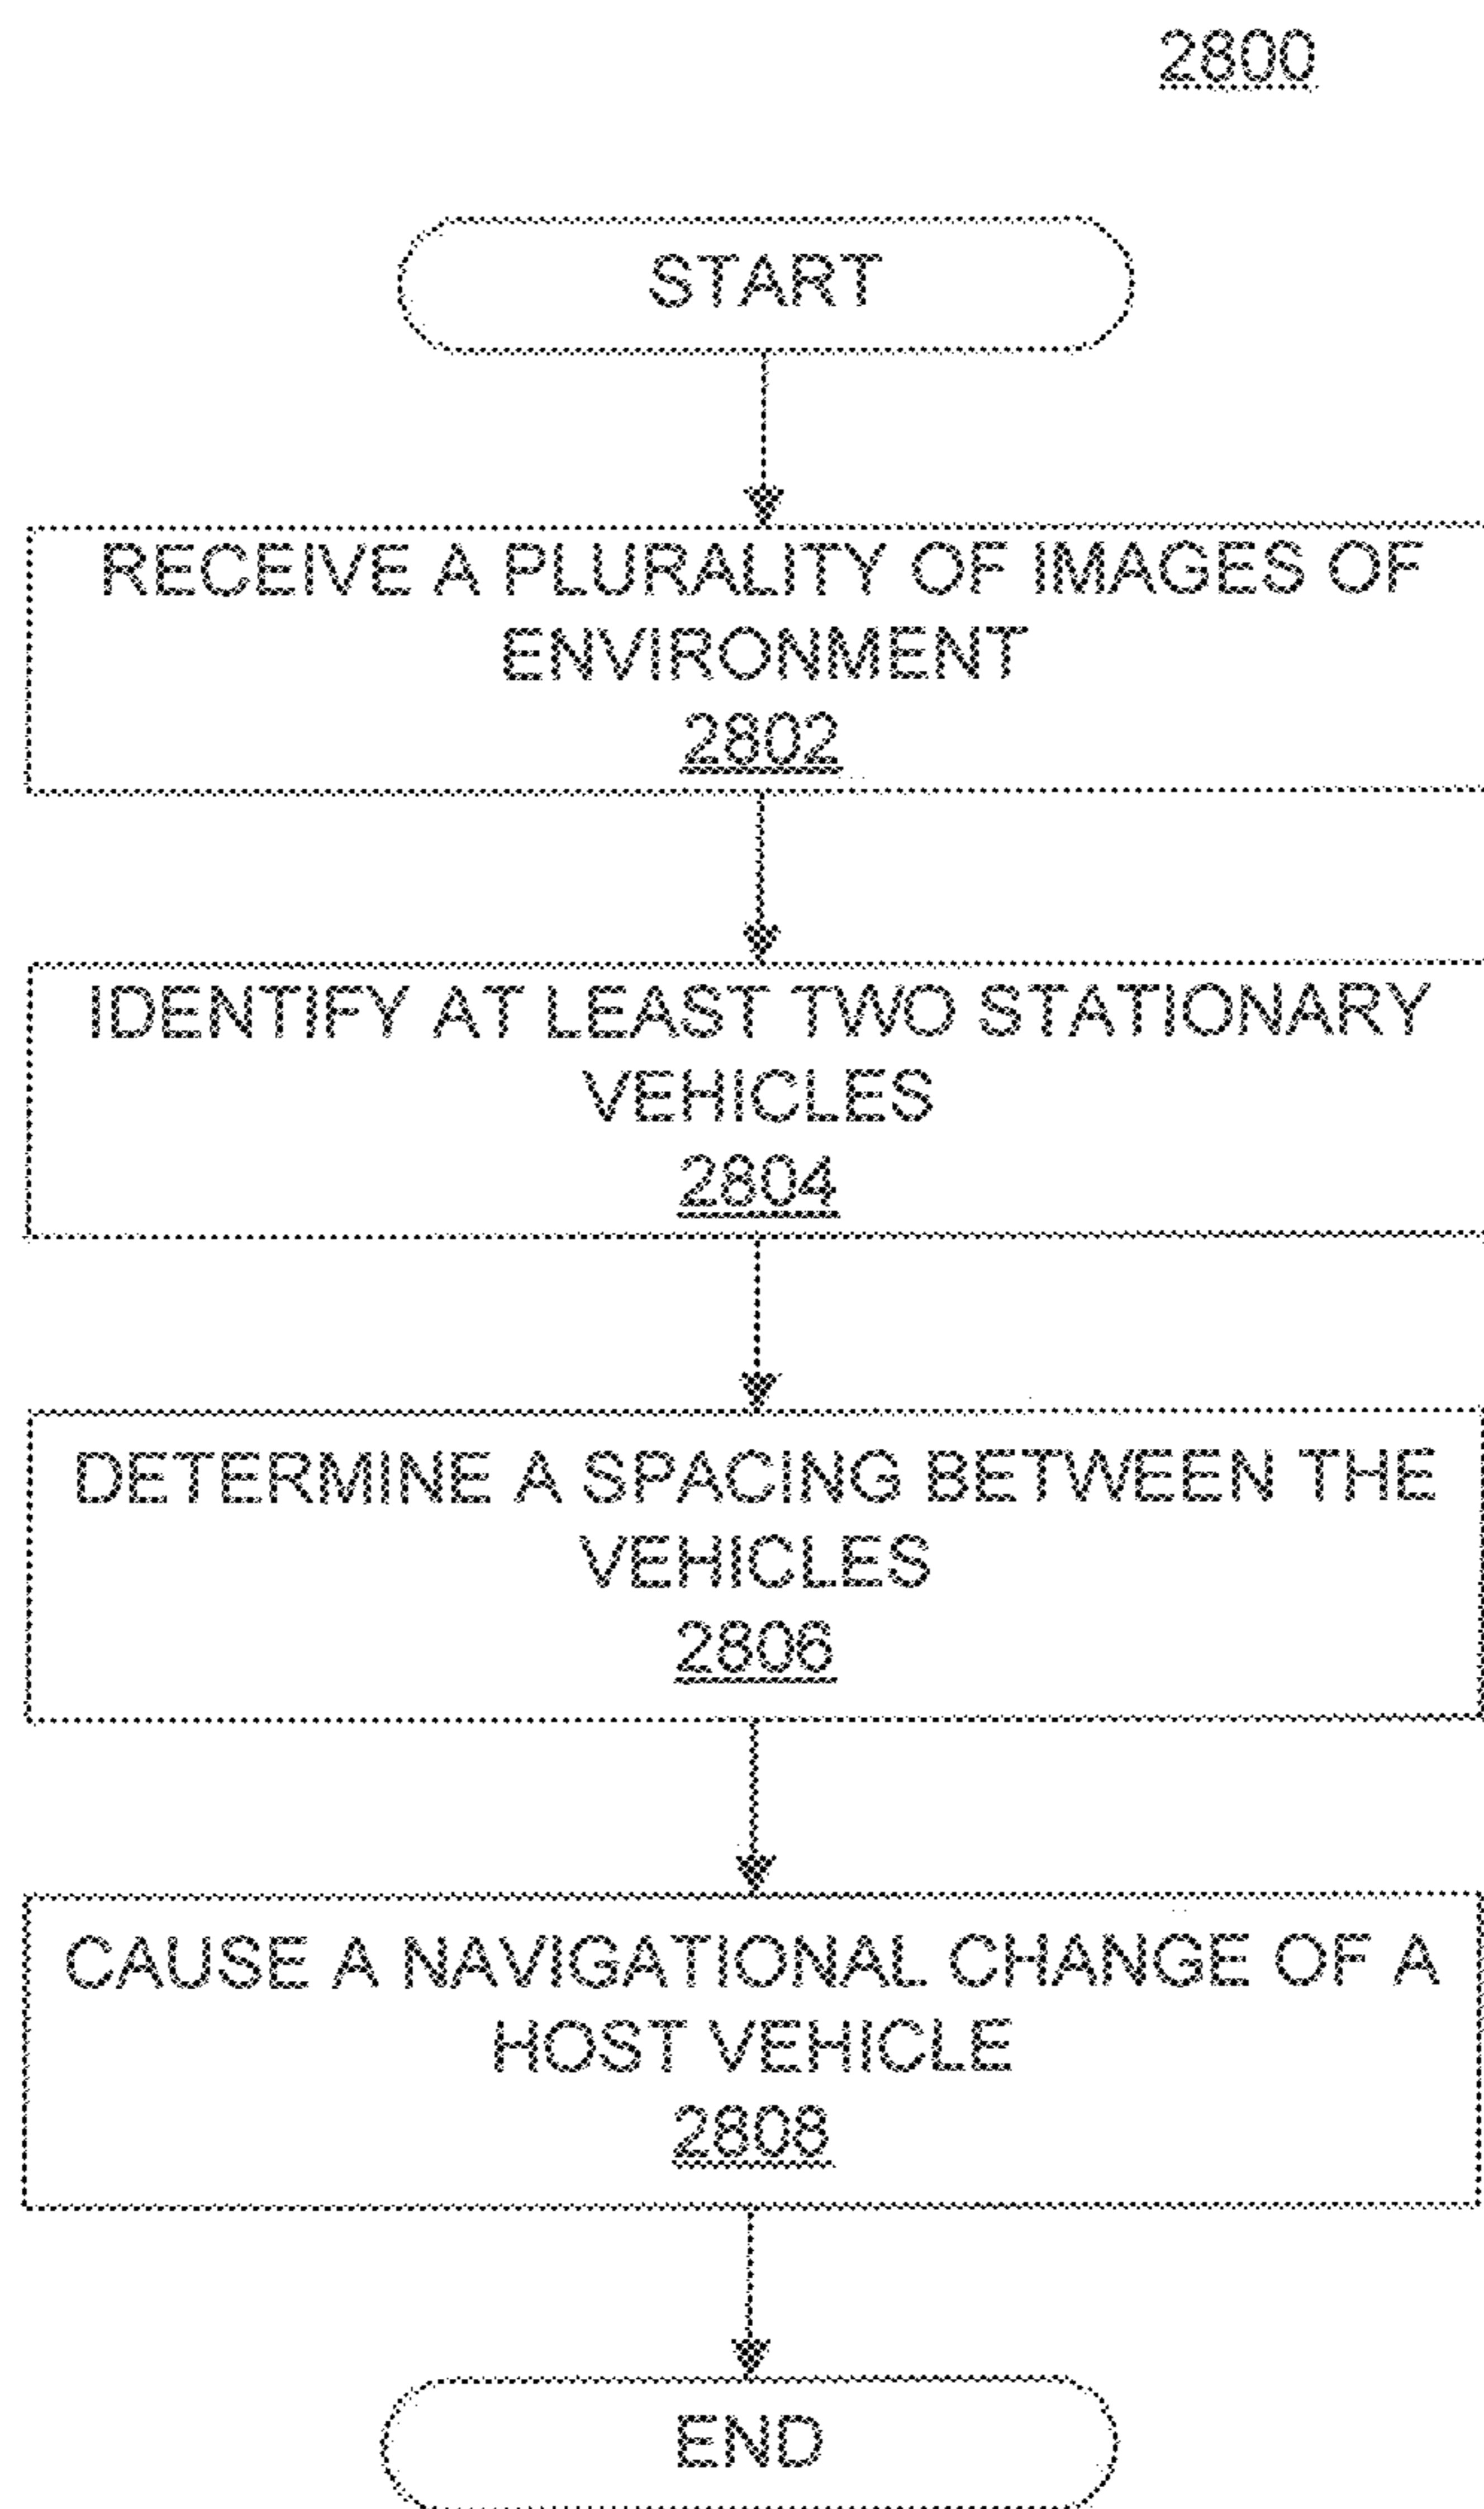 2800
START
RECEIVE A PLURALITY OF IMAGES OF
ENVIRONMENT
2802
IDENTIFY AT LEAST TWO STATIONARY
VEHICLES
2804
DETERMINE A SPACING BETWEEN THE
VEHICLES
2806
CAUSE A NAVIGATIONAL CHANGE OF A
HOST VEHICLE
2808
END